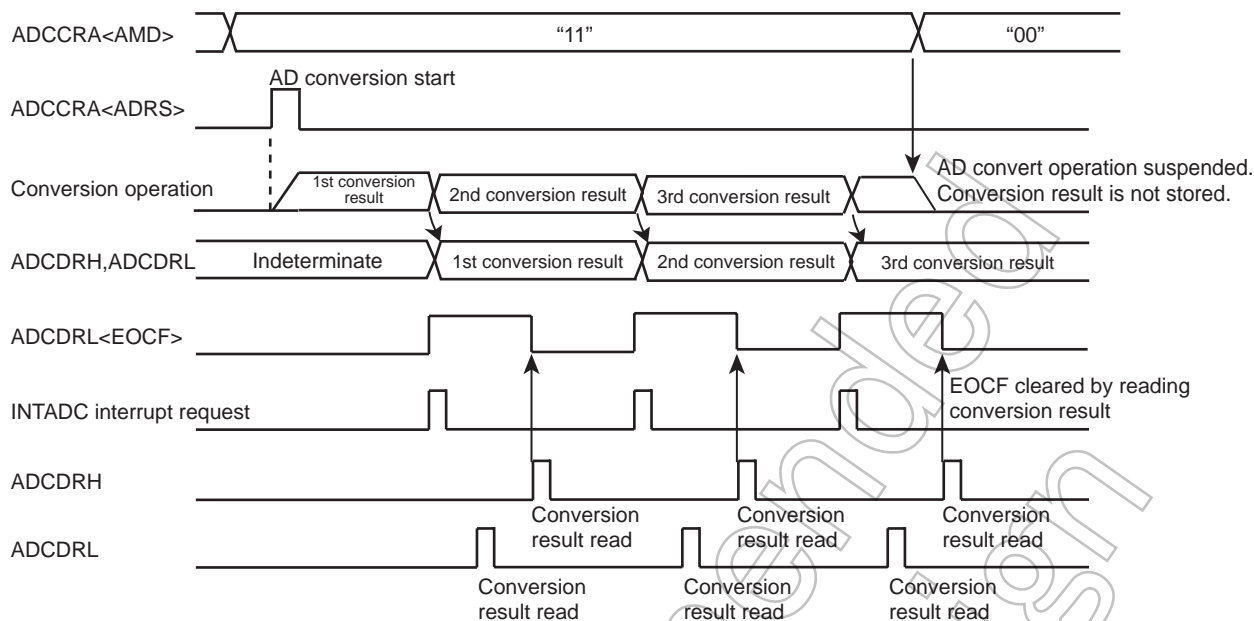 ADCCRA<AMD>
“11”
“00”
AD conversion start
ADCCRA<ADRS>
Conversion operation
1st conversion
result
2nd conversion result
3rd conversion result
AD convert operation suspended.
Conversion result is not stored.
ADCDRH,ADCDRL
Indeterminate
1st conversion result
2nd conversion result
3rd conversion result
ADCDRL<EOCF>
EOCF cleared by reading
conversion result
INTADC interrupt request
ADCDRH
Conversion
result read
Conversion
result read
Conversion
result read
ADCDRL
Conversion
result read
Conversion
result read
Conversion
result read